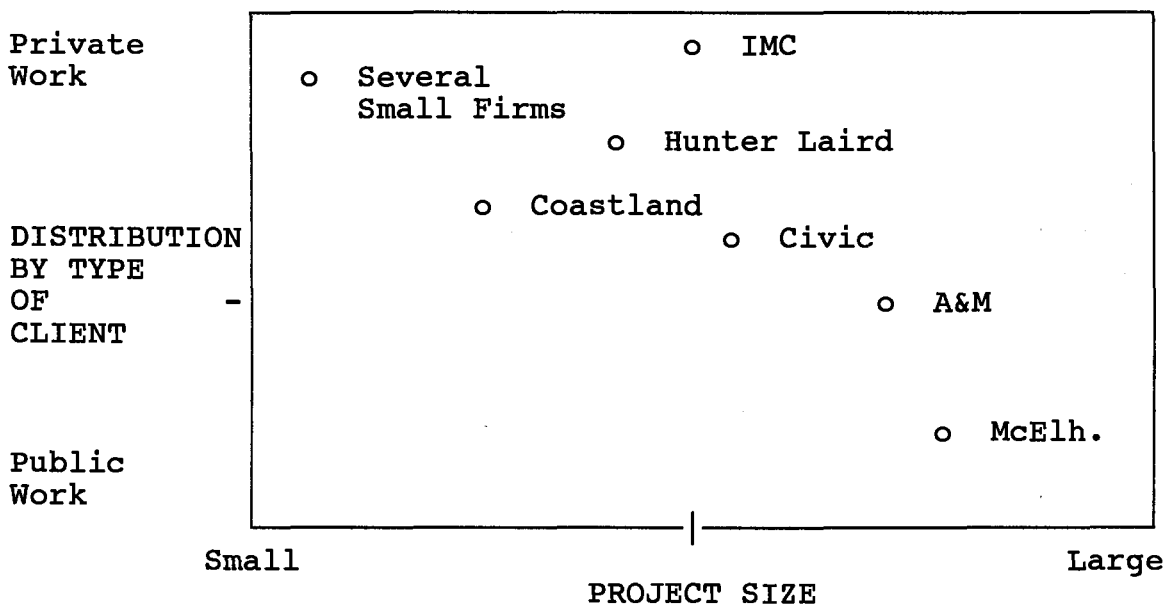 Private
Work
o IMC
o Several
Small Firms
o Hunter Laird
o Coastland
DISTRIBUTION
BY TYPE
OF -
CLIENT
o Civic
o A&M
o McElh.
Public
Work
Small
Large
PROJECT SIZE